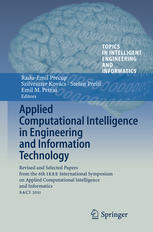 TOPICS
IN INTELLIGENT
ENGINEERING AND
INFORMATICS
Radu-Emil Precup
Szilveszter Kovács · Stefan Preitl
Emil M. Petriu
Editors
Applied
Computational Intelligence
in Engineering
and Information
Technology
Revised and Selected Papers
from the 6th IEEE International Symposium
on Applied Computational Intelligence
and Informatics
SACI 2011
Springer